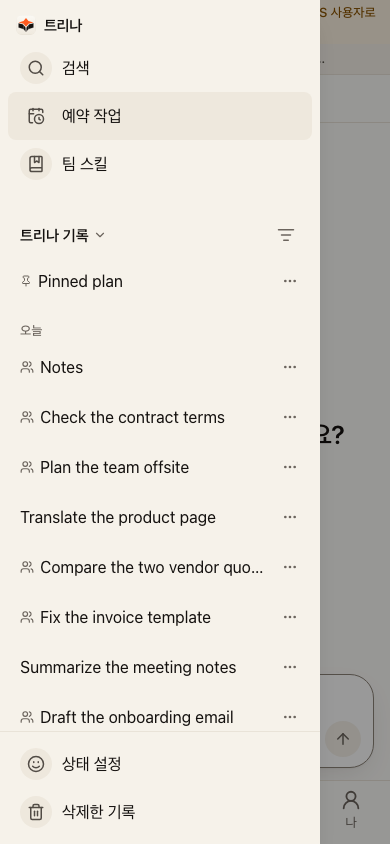 트리나
S 사용자로
검색
..
예약 작업
팀 스킬
트리나 기록
Pinned plan
오늘
Notes
Check the contract terms
요?
Plan the team offsite
Translate the product page
Compare the two vendor quo...
Fix the invoice template
Summarize the meeting notes
Draft the onboarding email
상태 설정
삭제한 기록
나